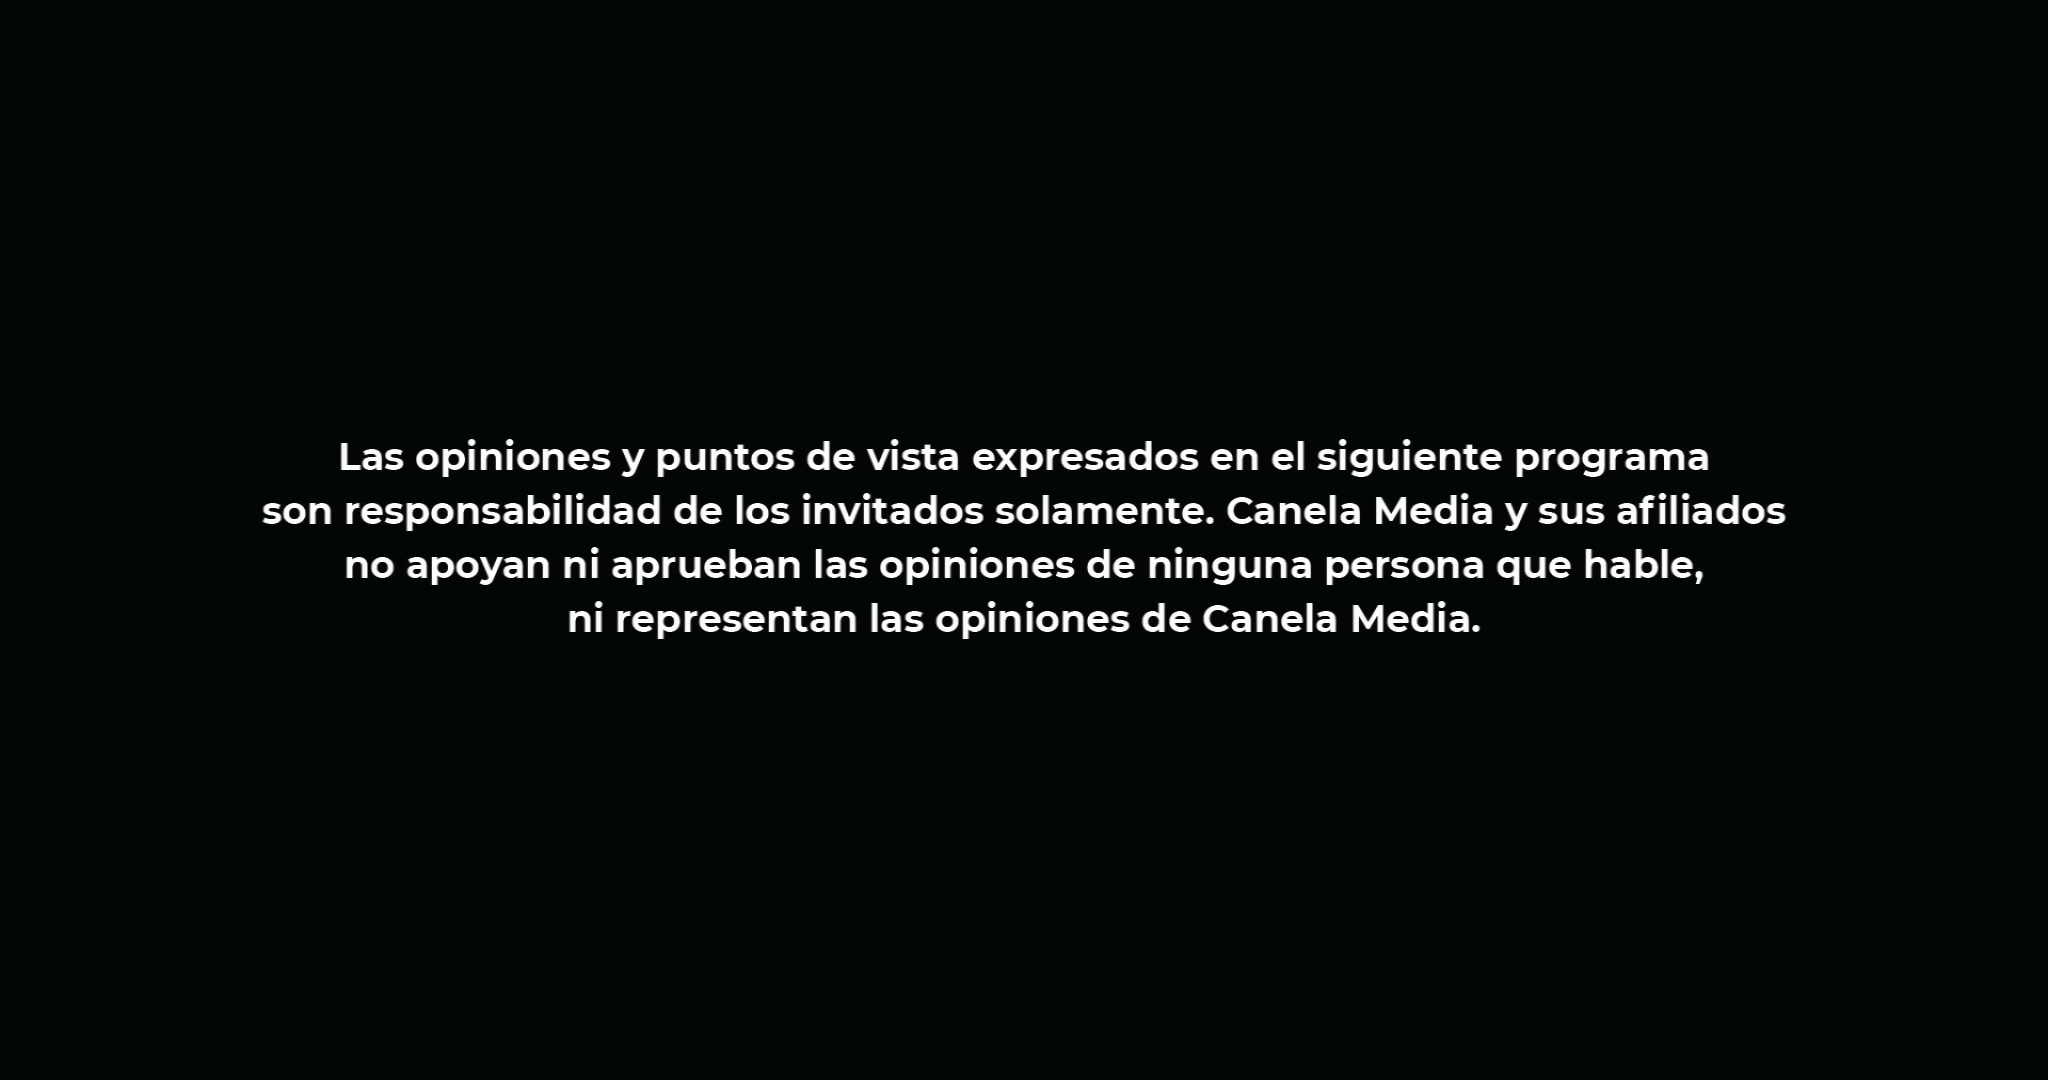 Las opiniones y puntos de vista expresados en el siguiente programa
son responsabilidad de los invitados solamente. Canela Media y sus afiliados
no apoyan ni aprueban las opiniones de ninguna persona que hable,
ni representan las opiniones de Canela Media.